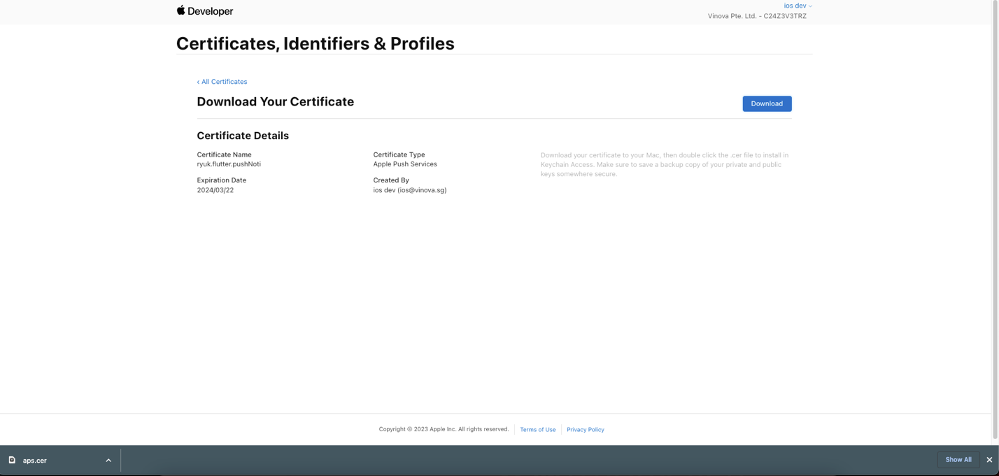 Developer
ios dev
Vinova Pte. Ltd. - C24Z3V3TRZ
Certificates, Identifiers & Profiles
‹ All Certificates
Download Your Certificate
Download
Certificate Details
Certificate Name
ryuk.flutter.pushNoti
Certificate Type
Apple Push Services
Download your certificate to your Mac, then double click the .cer file to install in
Keychain Access. Make sure to save a backup copy of your private and public
keys somewhere secure.
Expiration Date
2024/03/22
Created By
ios dev (ios@vinova.sg)
Copyright © 2023 Apple Inc. All rights reserved.
Terms of Use
Privacy Policy
aps.cer
Show All